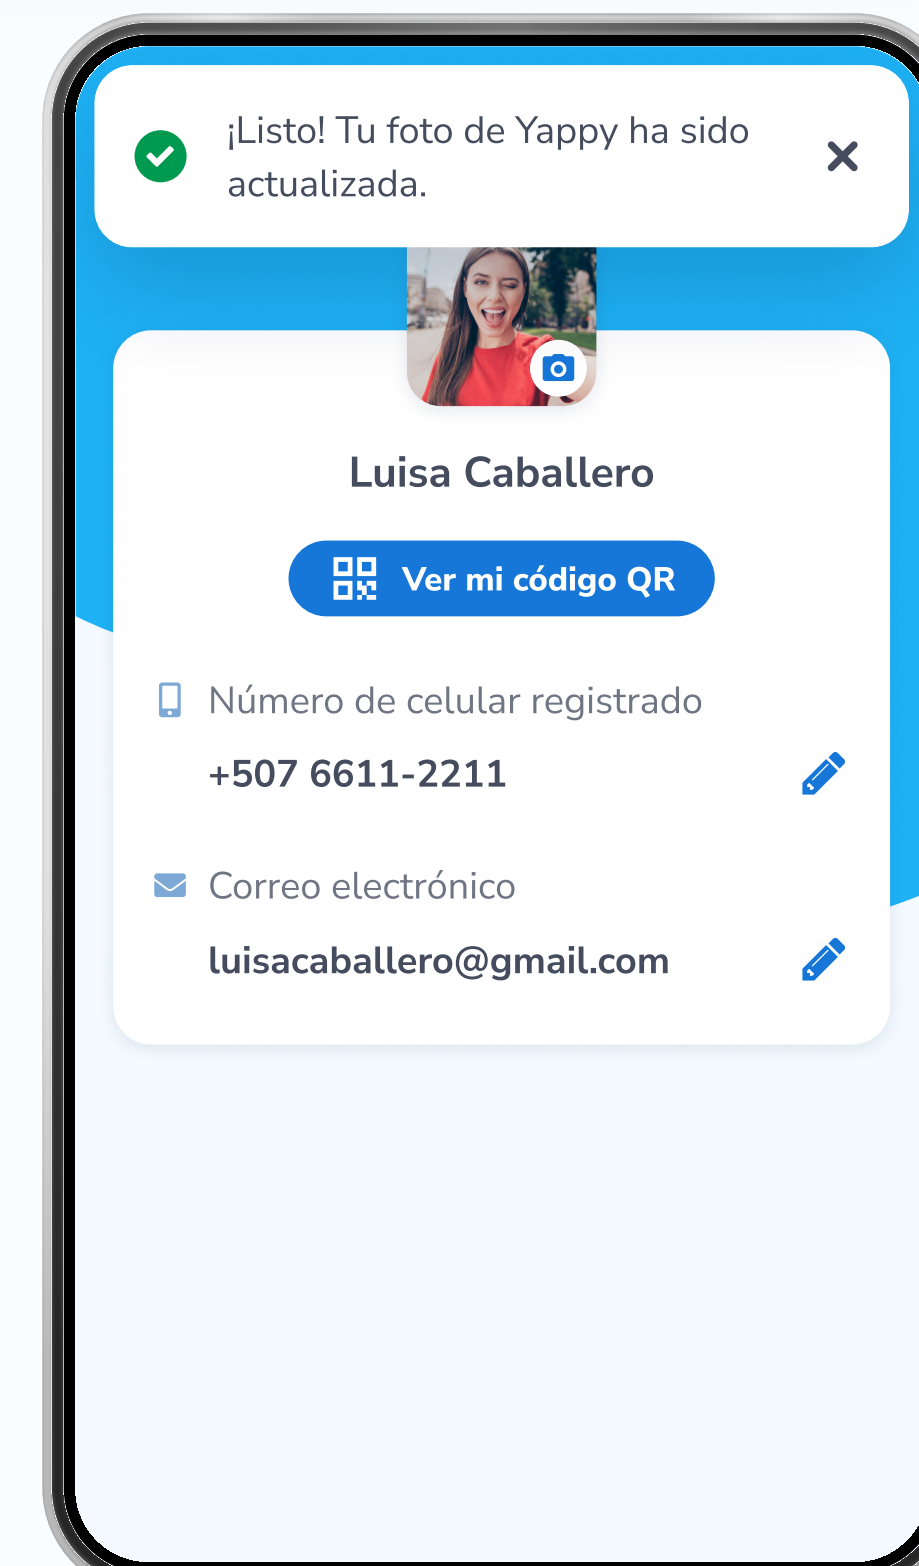 ¡Listo! Tu foto de Yappy ha sido
actualizada.
Luisa Caballero
Ver mi código QR
Número de celular registrado
+507 6611-2211
Correo electrónico
luisacaballero@gmail.com